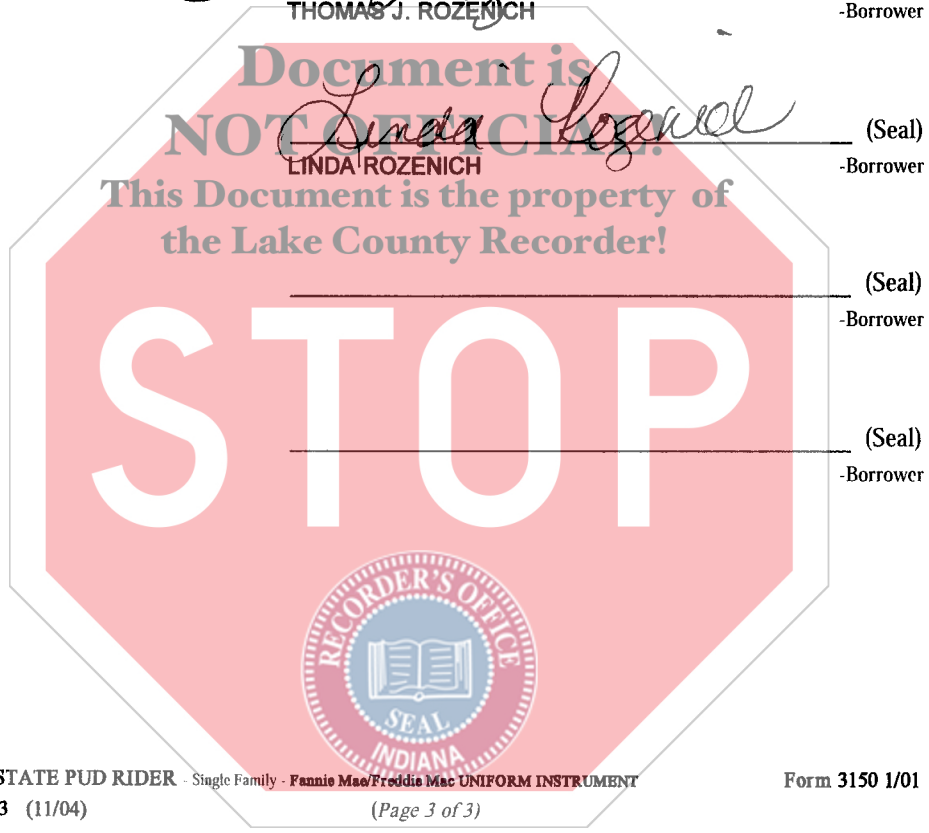 THOMAS J. ROZENICH
-Borrower
Document is
NOT OFFICIAL!
Linda Rozenich
(Seal)
LINDA ROZENICH
-Borrower
This Document is the property of
the Lake County Recorder!
(Seal)
-Borrower
STOP
(Seal)
-Borrower
RECORDER'S OFFICE
SEAL
INDIANA
STATE PUD RIDER - Single Family - Fannie Mae/Freddie Mac UNIFORM INSTRUMENT
Form 3150 1/01
3 (11/04)
(Page 3 of 3)